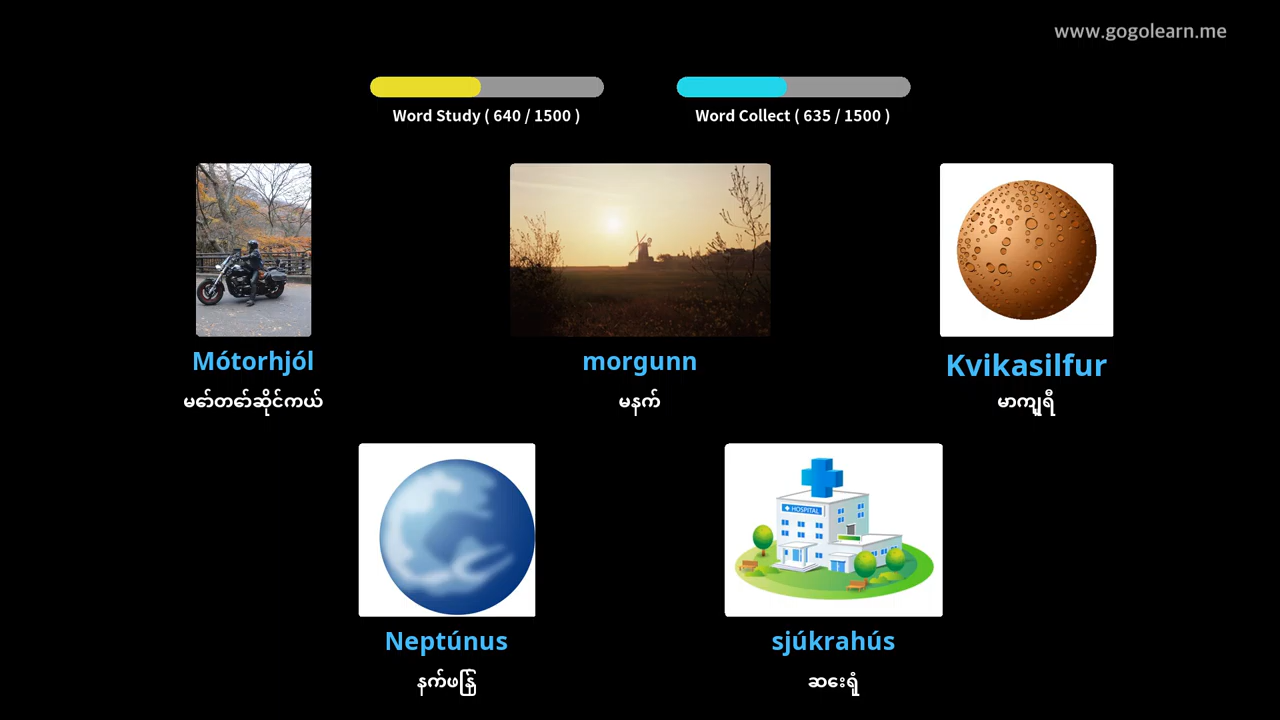 www.gogolearn.me
Word Study ( 640 / 1500 )
Word Collect ( 635 / 1500 )
Mótorhjól
morgunn
Kvikasilfur
မော်တော်ဆိုင်ကယ်
မနက်
မာကျူရီ
HOSPITAL
Neptúnus
sjúkrahús
နက်ဖန်ြ
ဆေးရုံ